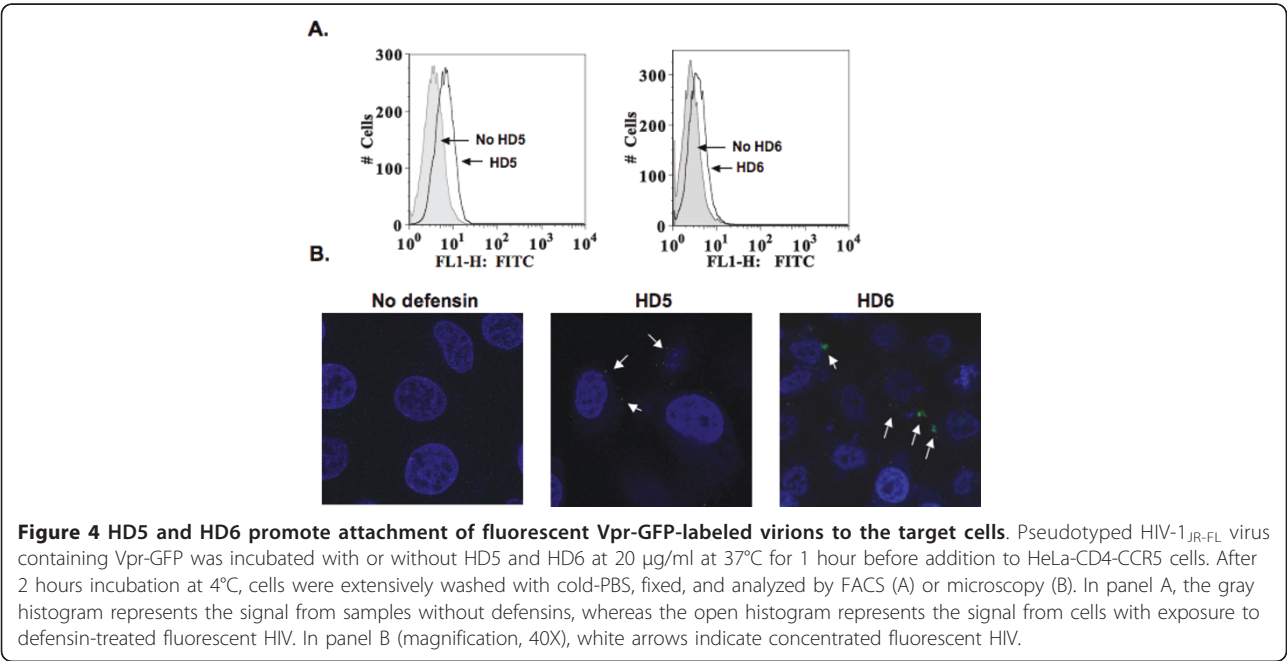 A.
300
200
100
0
# Cells
No HD5
HD5
10⁰ 10¹ 10² 10³ 10⁴
FL1-H: FITC
300
200
100
0
# Cells
No HD6
HD6
10⁰ 10¹ 10² 10³ 10⁴
FL1-H: FITC
B.
No defensin
HD5
HD6
Figure 4 HD5 and HD6 promote attachment of fluorescent Vpr-GFP-labeled virions to the target cells. Pseudotyped HIV-1JR-FL virus
containing Vpr-GFP was incubated with or without HD5 and HD6 at 20 μg/ml at 37°C for 1 hour before addition to HeLa-CD4-CCR5 cells. After
2 hours incubation at 4°C, cells were extensively washed with cold-PBS, fixed, and analyzed by FACS (A) or microscopy (B). In panel A, the gray
histogram represents the signal from samples without defensins, whereas the open histogram represents the signal from cells with exposure to
defensin-treated fluorescent HIV. In panel B (magnification, 40X), white arrows indicate concentrated fluorescent HIV.